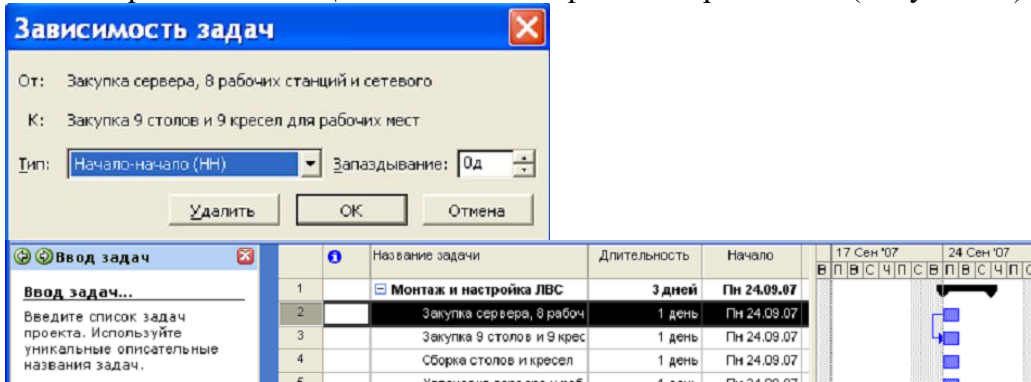 Зависимость задач
От: Закупка сервера, 8 рабочих станций и сетевого
К: Закупка 9 столов и 9 кресел для рабочих мест
Тип: Начало-начало (НН) Запаздывание: 0д
Удалить ОК Отмена
Ввод задач Название задачи Длительность Начало 17 Сен '07 24 Сен '07
В П В С Ч П С В П В С Ч П С
Ввод задач...
Введите список задач
проекта. Используйте
уникальные описательные
названия задач.
1 Монтаж и настройка ЛВС 3 дней Пн 24.09.07
2 Закупка сервера, 8 рабоч 1 день Пн 24.09.07
3 Закупка 9 столов и 9 крес 1 день Пн 24.09.07
4 Сборка столов и кресел 1 день Пн 24.09.07